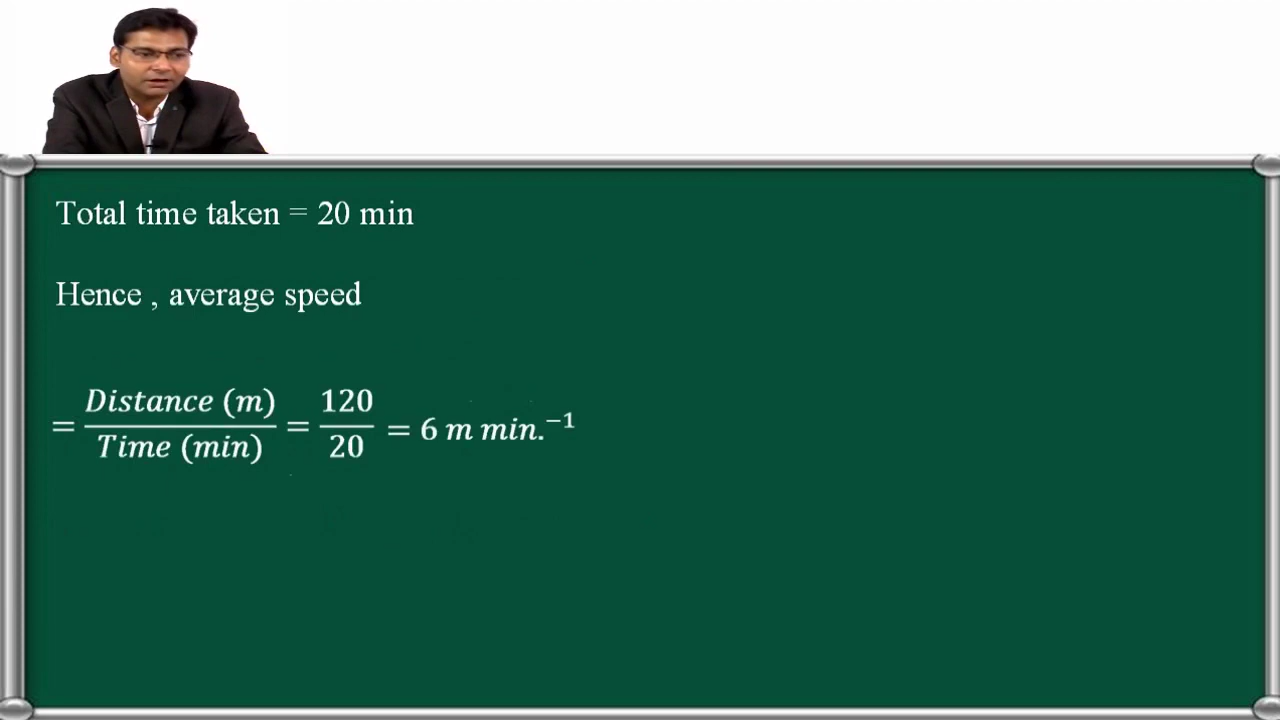 Total time taken = 20 min
Hence , average speed
= Distance (m) / Time (min) = 120 / 20 = 6 m min.⁻¹